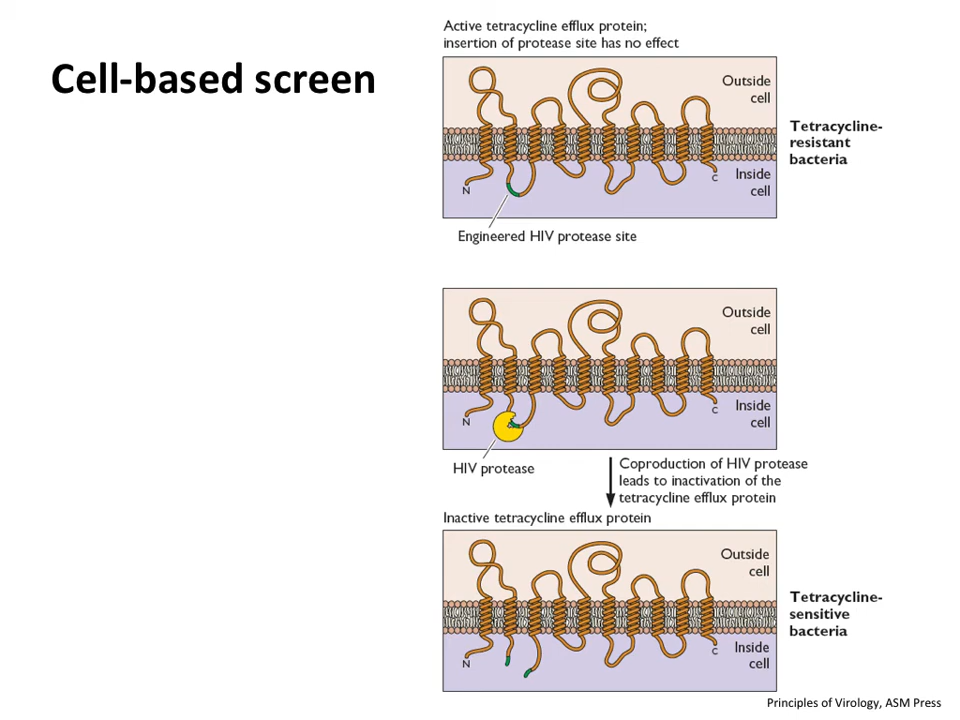 Cell-based screen
Active tetracycline efflux protein;
insertion of protease site has no effect
Outside
cell
Tetracycline-
resistant
bacteria
N
C
Inside
cell
Engineered HIV protease site
Outside
cell
N
C
Inside
cell
HIV protease
Coproduction of HIV protease
leads to inactivation of the
tetracycline efflux protein
Inactive tetracycline efflux protein
Outside
cell
Tetracycline-
sensitive
bacteria
N
C
Inside
cell
Principles of Virology, ASM Press